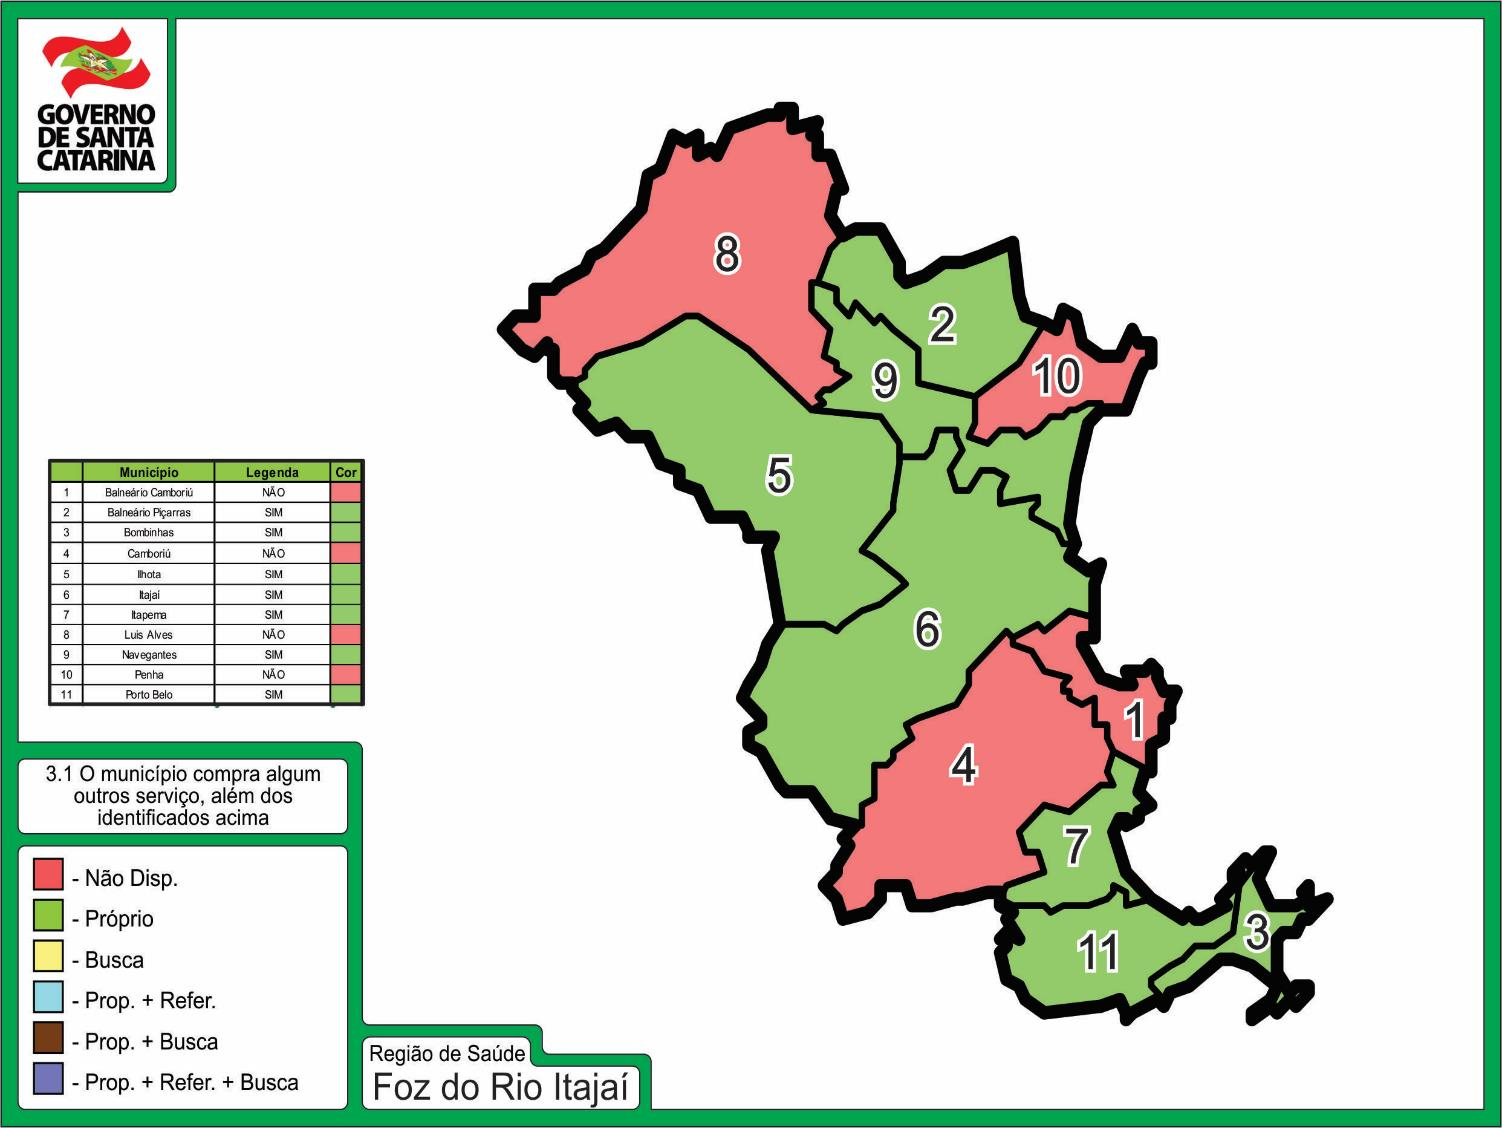 GOVERNO
DE SANTA
CATARINA
Município Legenda Cor
1 Balneário Camboriú NÃO
2 Balneário Piçarras SIM
3 Bombinhas SIM
4 Camboriú NÃO
5 Ilhota SIM
6 Itajaí SIM
7 Itapema SIM
8 Luis Alves NÃO
9 Navegantes SIM
10 Penha NÃO
11 Porto Belo SIM
8
2
10
9
5
6
1
4
7
3
11
3.1 O município compra algum
outros serviço, além dos
identificados acima
- Não Disp.
- Próprio
- Busca
- Prop. + Refer.
- Prop. + Busca
- Prop. + Refer. + Busca
Região de Saúde
Foz do Rio Itajaí